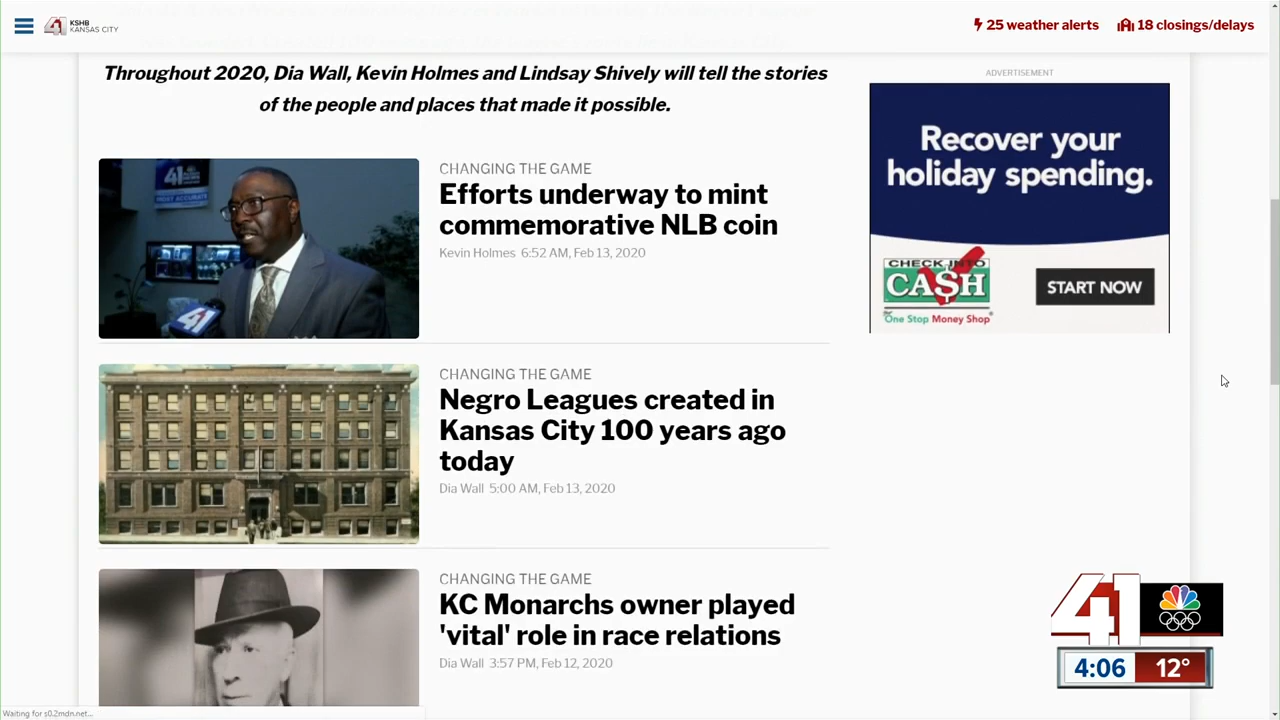 41
KSHB
KANSAS CITY
25 weather alerts
18 closings/delays
Throughout 2020, Dia Wall, Kevin Holmes and Lindsay Shively will tell the stories
of the people and places that made it possible.
ADVERTISEMENT
Recover your
holiday spending.
CHECK INTO
CA$H
Your One Stop Money Shop
START NOW
41
41
CHANGING THE GAME
Efforts underway to mint
commemorative NLB coin
Kevin Holmes 6:52 AM, Feb 13, 2020
CHANGING THE GAME
Negro Leagues created in
Kansas City 100 years ago
today
Dia Wall 5:00 AM, Feb 13, 2020
CHANGING THE GAME
KC Monarchs owner played
'vital' role in race relations
Dia Wall 3:57 PM, Feb 12, 2020
41
4:06 12°
Waiting for s0.2mdn.net...